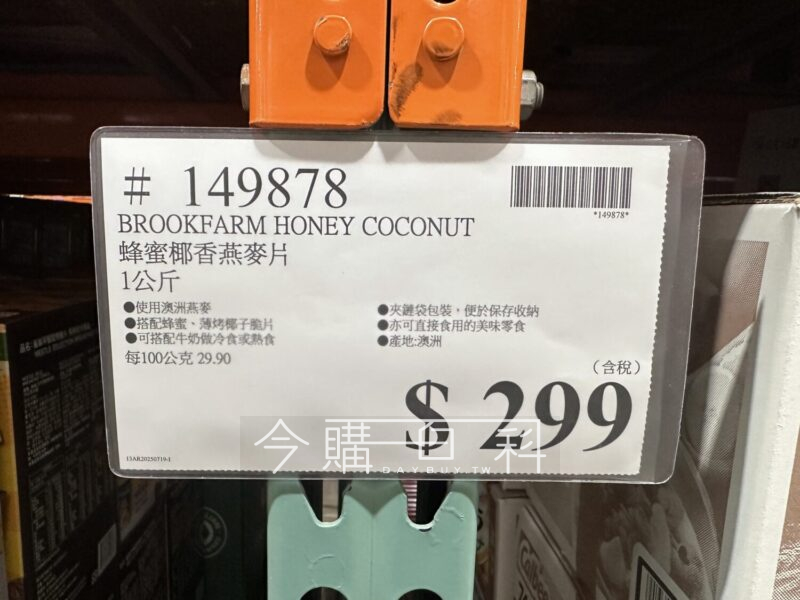 # 149878
*149878*
BROOKFARM HONEY COCONUT
蜂蜜椰香燕麥片
1公斤
●使用澳洲燕麥
●搭配蜂蜜、薄烤椰子脆片
●可搭配牛奶做冷食或熱食
●夾鏈袋包裝，便於保存收納
●亦可直接食用的美味零食
●產地:澳洲
每100公克 29.90
(含稅)
$ 299
今購百科
DAYBUY.TW
13AR20250719-E